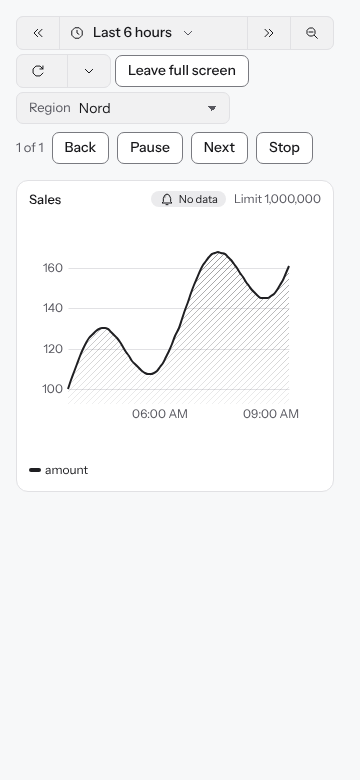 Last 6 hours
Leave full screen
Region Nord
1 of 1 Back Pause Next Stop
Sales No data Limit 1,000,000
160
140
120
100
06:00 AM 09:00 AM
amount